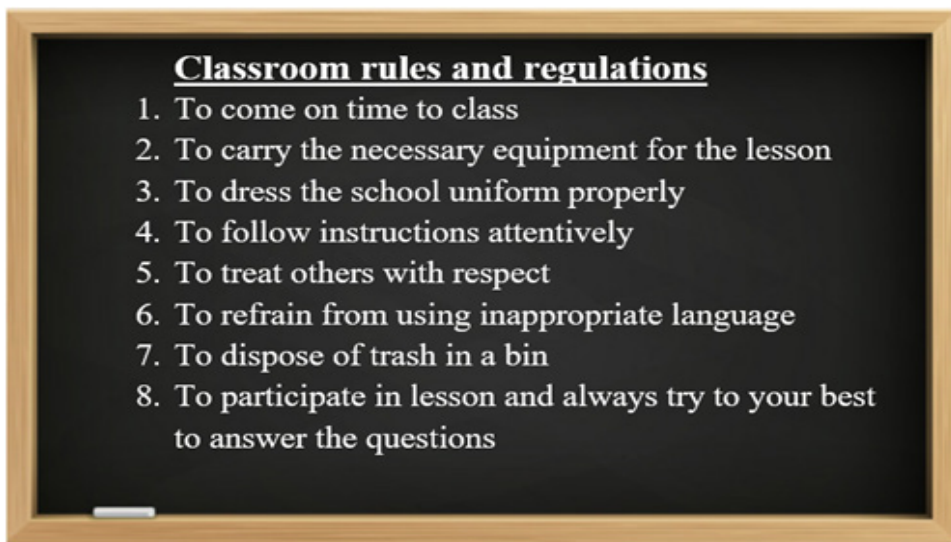 Classroom rules and regulations
1. To come on time to class
2. To carry the necessary equipment for the lesson
3. To dress the school uniform properly
4. To follow instructions attentively
5. To treat others with respect
6. To refrain from using inappropriate language
7. To dispose of trash in a bin
8. To participate in lesson and always try to your best
to answer the questions